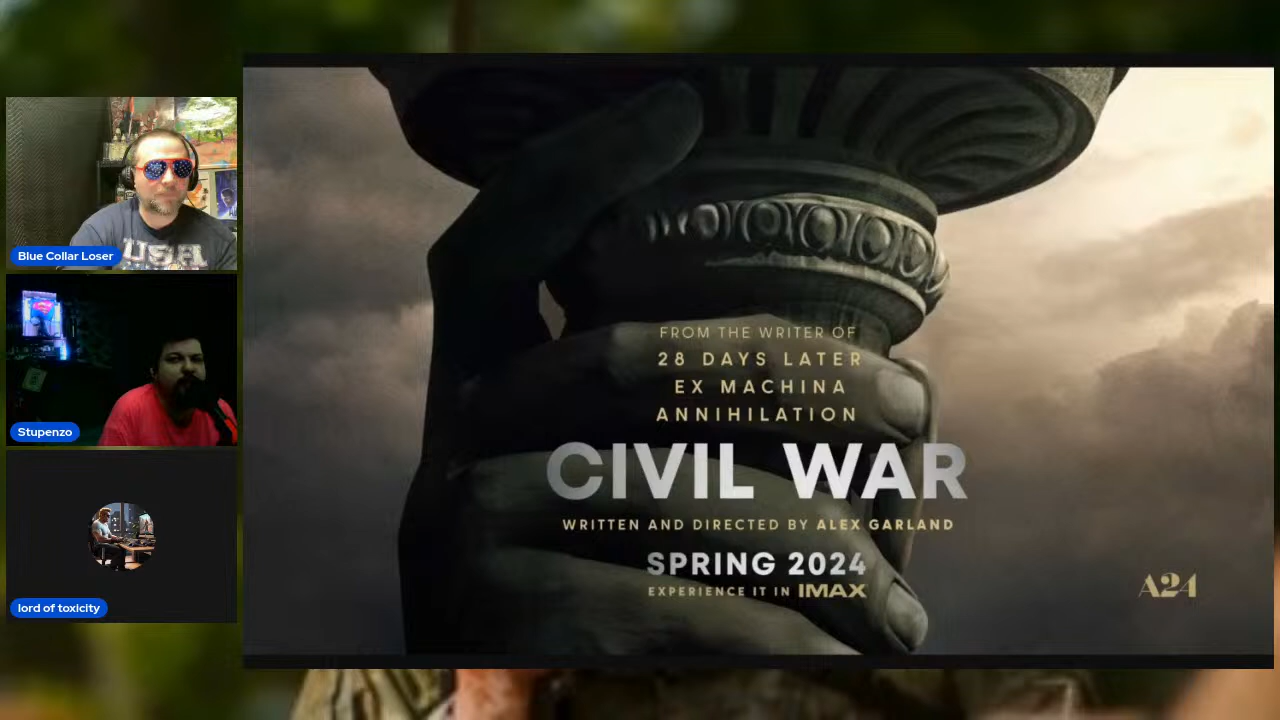 USA
Blue Collar Loser
Stupenzo
lord of toxicity
FROM THE WRITER OF
28 DAYS LATER
EX MACHINA
ANNIHILATION
CIVIL WAR
WRITTEN AND DIRECTED BY ALEX GARLAND
SPRING 2024
EXPERIENCE IT IN IMAX
A24